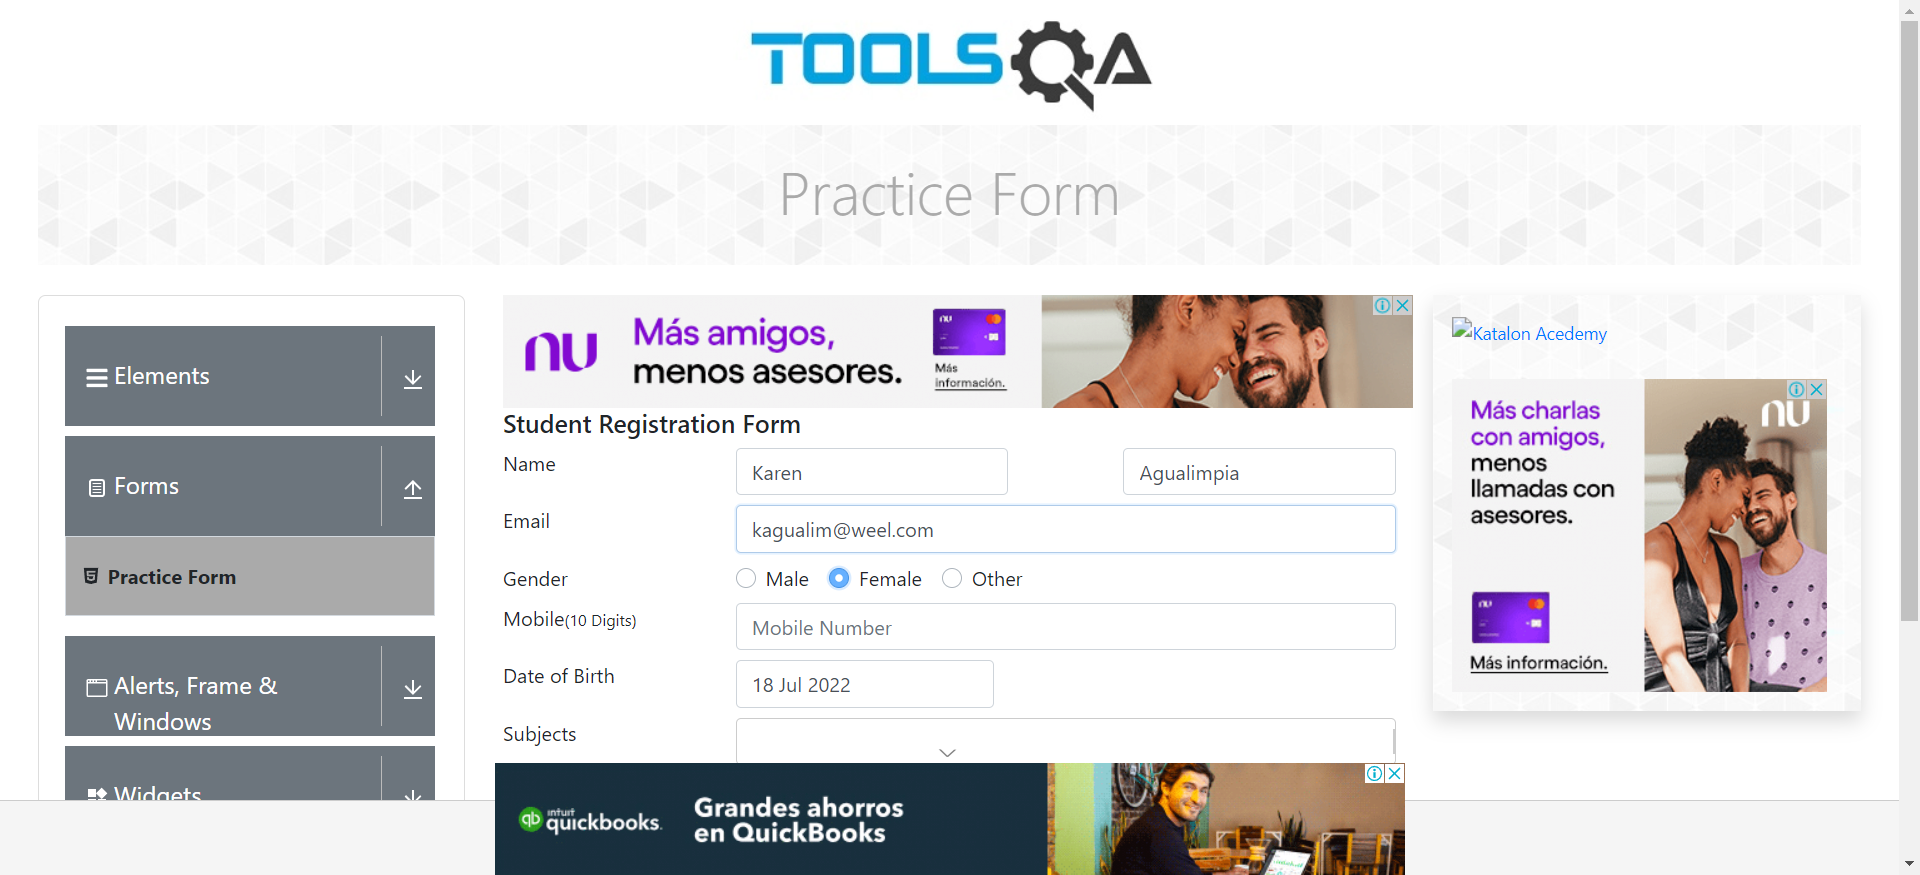 TOOLSQA
Practice Form
Elements
Forms
Practice Form
Alerts, Frame &
Windows
Widgets
nu
Más amigos,
menos asesores.
nu
Más
información.
Student Registration Form
Name
Karen
Agualimpia
Email
kagualim@weel.com
Gender
Male
Female
Other
Mobile(10 Digits)
Mobile Number
Date of Birth
18 Jul 2022
Subjects
intuit
qb quickbooks.
Grandes ahorros
en QuickBooks
Katalon Acedemy
Más charlas
con amigos,
menos
llamadas con
asesores.
nu
nu
Más información.